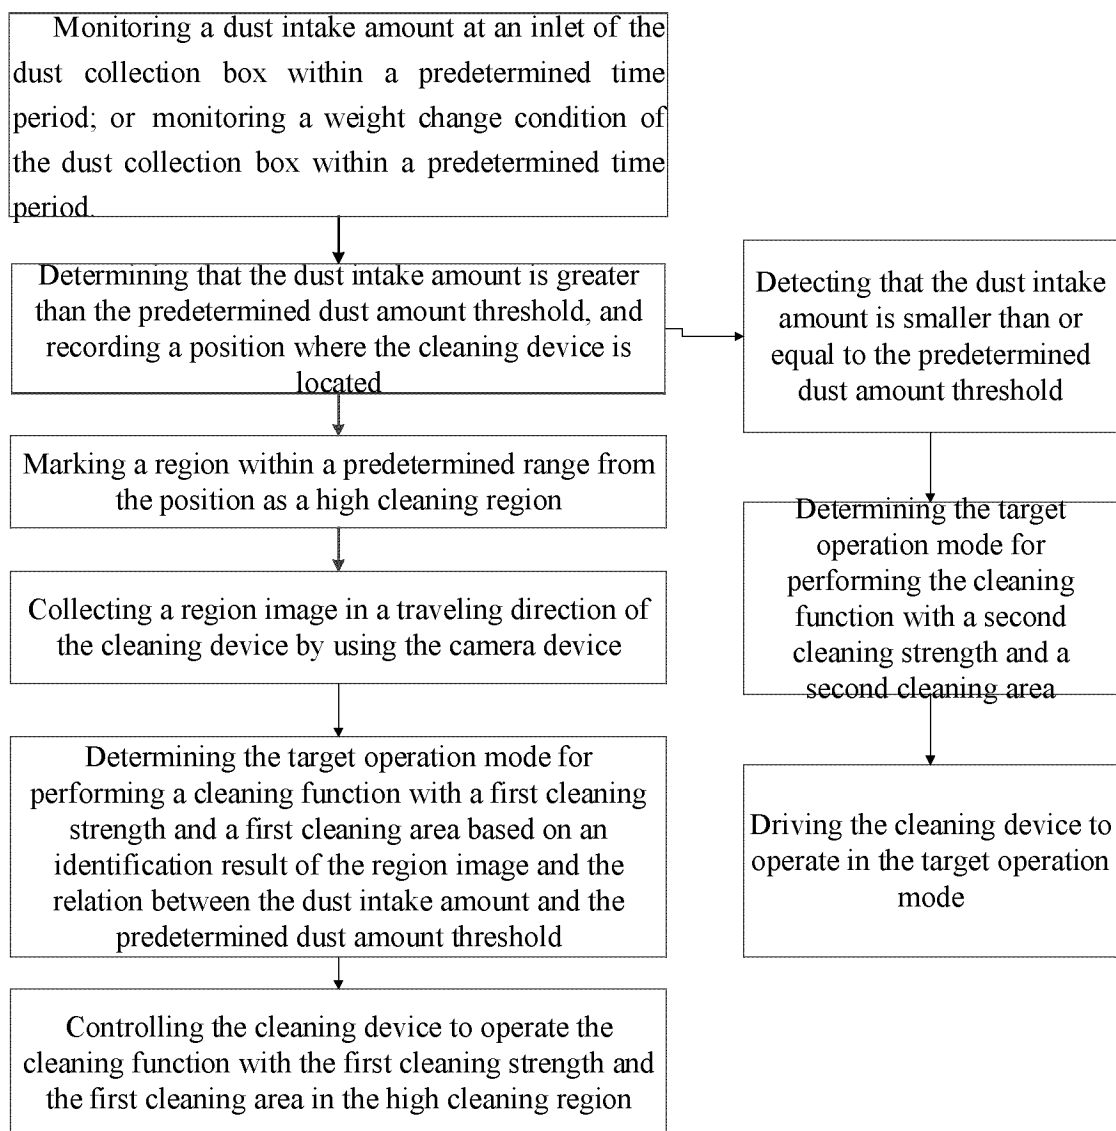 Monitoring a dust intake amount at an inlet of the
dust collection box within a predetermined time
period; or monitoring a weight change condition of
the dust collection box within a predetermined time
period.
Determining that the dust intake amount is greater
than the predetermined dust amount threshold, and
recording a position where the cleaning device is
located
Marking a region within a predetermined range from
the position as a high cleaning region
Collecting a region image in a traveling direction of
the cleaning device by using the camera device
Determining the target operation mode for
performing a cleaning function with a first cleaning
strength and a first cleaning area based on an
identification result of the region image and the
relation between the dust intake amount and the
predetermined dust amount threshold
Controlling the cleaning device to operate the
cleaning function with the first cleaning strength and
the first cleaning area in the high cleaning region
Detecting that the dust intake
amount is smaller than or
equal to the predetermined
dust amount threshold
Determining the target
operation mode for
performing the cleaning
function with a second
cleaning strength and a
second cleaning area
Driving the cleaning device to
operate in the target operation
mode